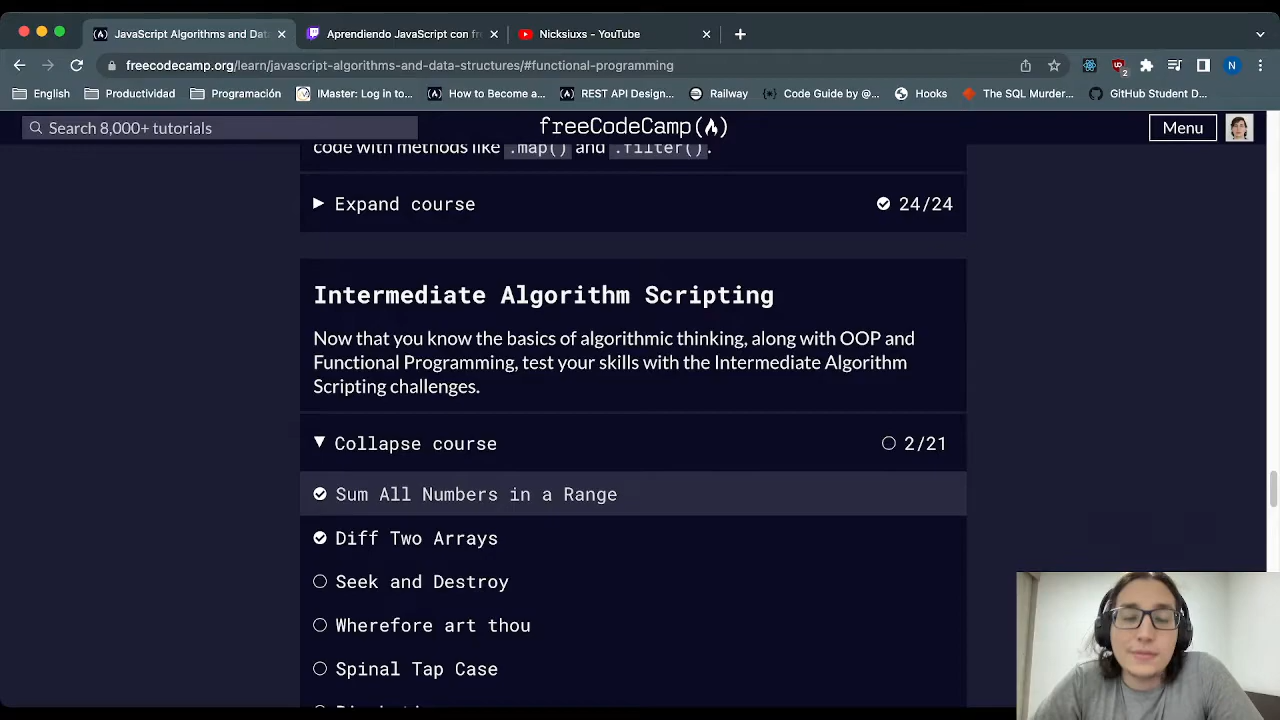 JavaScript Algorithms and Dat
Aprendiendo JavaScript con fr
Nicksiuxs - YouTube
freecodecamp.org/learn/javascript-algorithms-and-data-structures/#functional-programming
2
N
English
Productividad
Programación
IMaster: Log in to...
How to Become a...
REST API Design...
Railway
Code Guide by @...
Hooks
The SQL Murder...
GitHub Student D...
Search 8,000+ tutorials
freeCodeCamp
Menu
code with methods like .map() and .filter().
Expand course
24/24
Intermediate Algorithm Scripting
Now that you know the basics of algorithmic thinking, along with OOP and
Functional Programming, test your skills with the Intermediate Algorithm
Scripting challenges.
Collapse course
2/21
Sum All Numbers in a Range
Diff Two Arrays
Seek and Destroy
Wherefore art thou
Spinal Tap Case